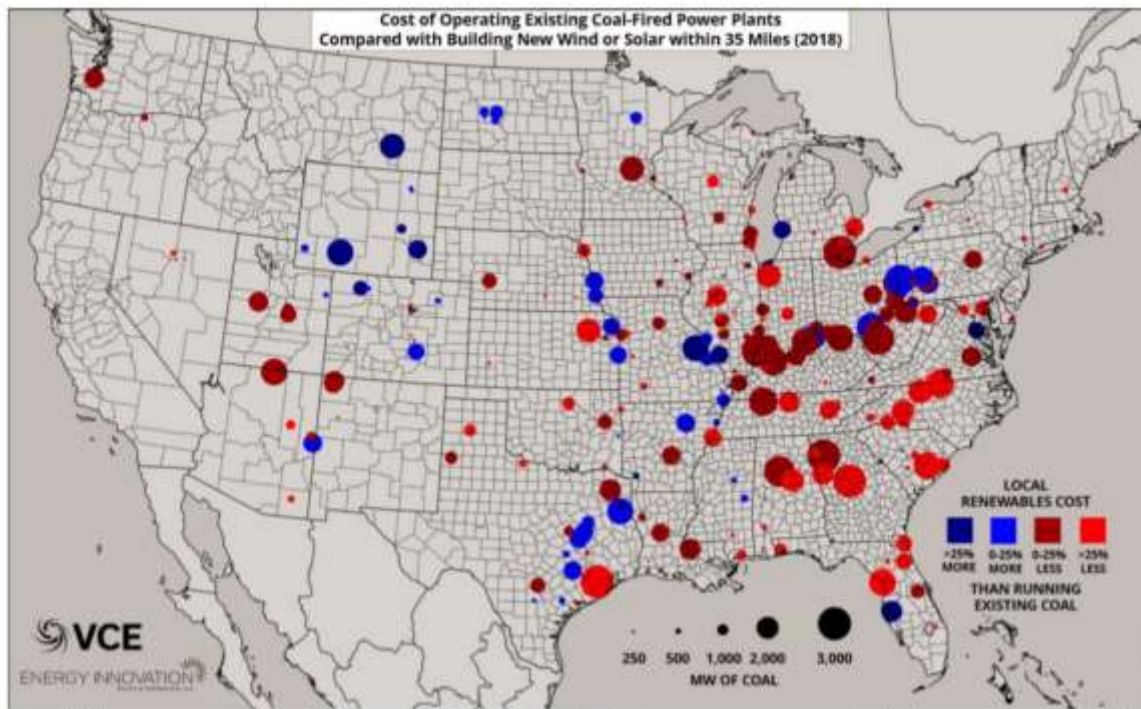 Cost of Operating Existing Coal-Fired Power Plants
Compared with Building New Wind or Solar within 35 Miles (2018)
LOCAL
RENEWABLES COST
>25% 0-25% 0-25% >25%
MORE MORE LESS LESS
THAN RUNNING
EXISTING COAL
VCE
ENERGY INNOVATION
250 500 1,000 2,000 3,000
MW OF COAL